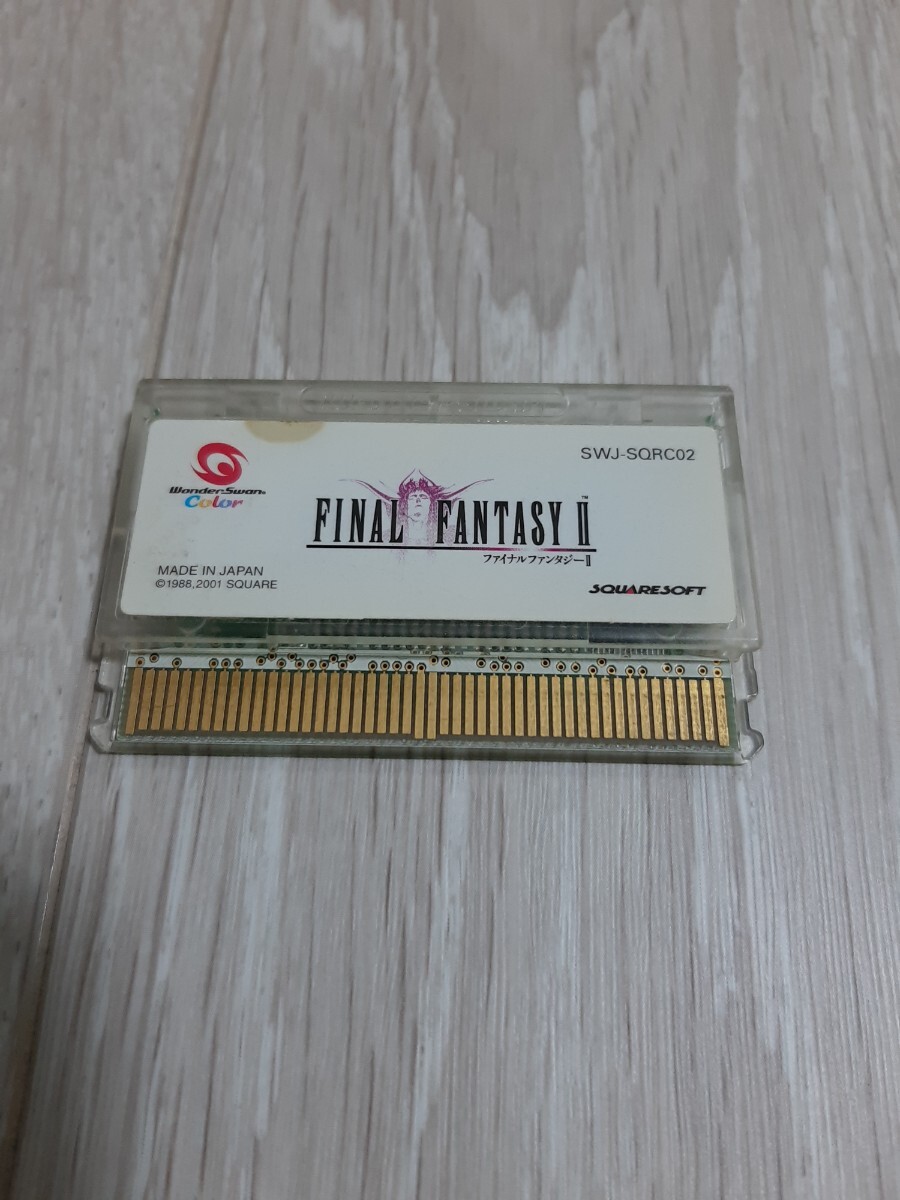 SWJ-SQRC02
WonderSwan
Color
FINAL FANTASY II™
ファイナルファンタジーII
MADE IN JAPAN
©1988,2001 SQUARE
SQUARESOFT